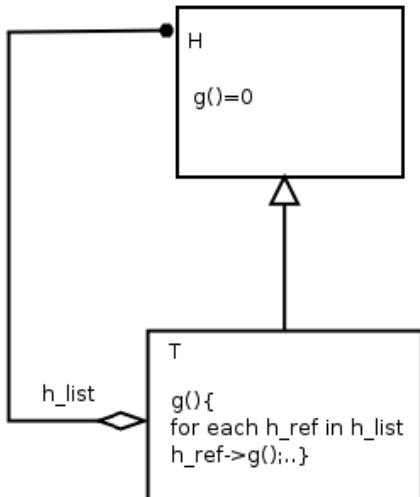 H
g()=0
T
h_list
g(){
for each h_ref in h_list
h_ref->g();..}